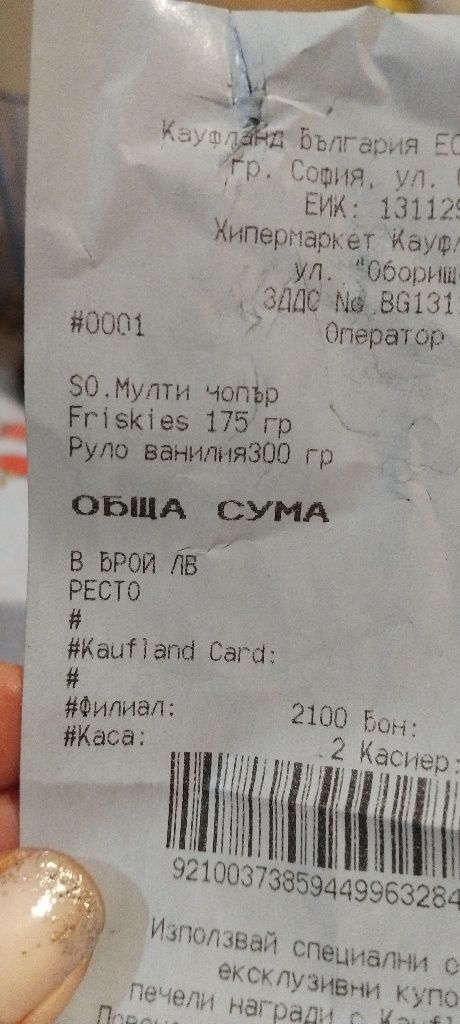 Кауфланд България ЕО
гр. София, ул.
ЕИК: 131129
Хипермаркет Кауфл
ул. "Оборищ
ЗДДС No BG131
#0001 Оператор
SO.Мулти чопър
Friskies 175 гр
Руло ванилия300 гр
ОБЩА СУМА
В БРОЙ ЛВ
РЕСТО
#
#Kaufland Card:
#
#Филиал: 2100 Бон:
#Каса: 2 Касиер:
92100373859449963284
Използвай специални о
ексклузивни купо
печели награди с Kaufl